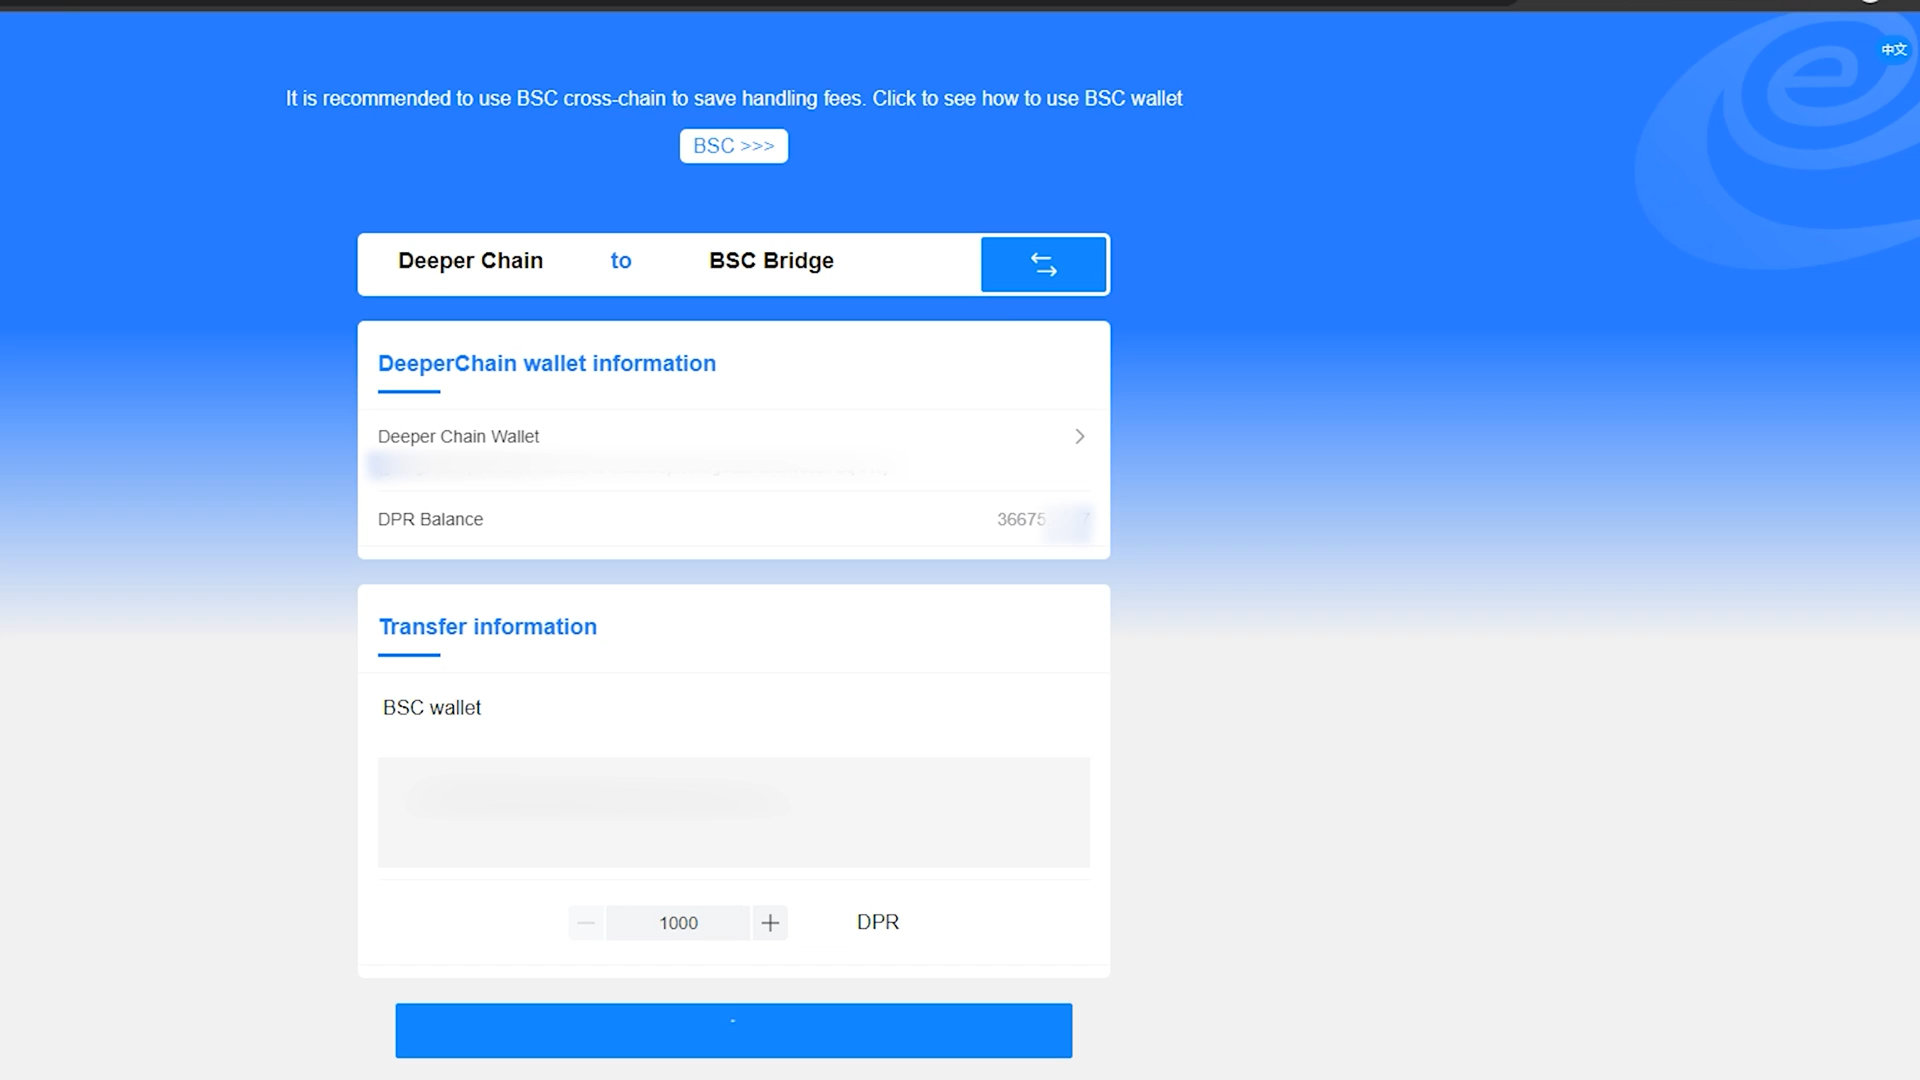 中文
It is recommended to use BSC cross-chain to save handling fees. Click to see how to use BSC wallet
BSC >>>
Deeper Chain to BSC Bridge
DeeperChain wallet information
Deeper Chain Wallet
DPR Balance
Transfer information
BSC wallet
1000 DPR